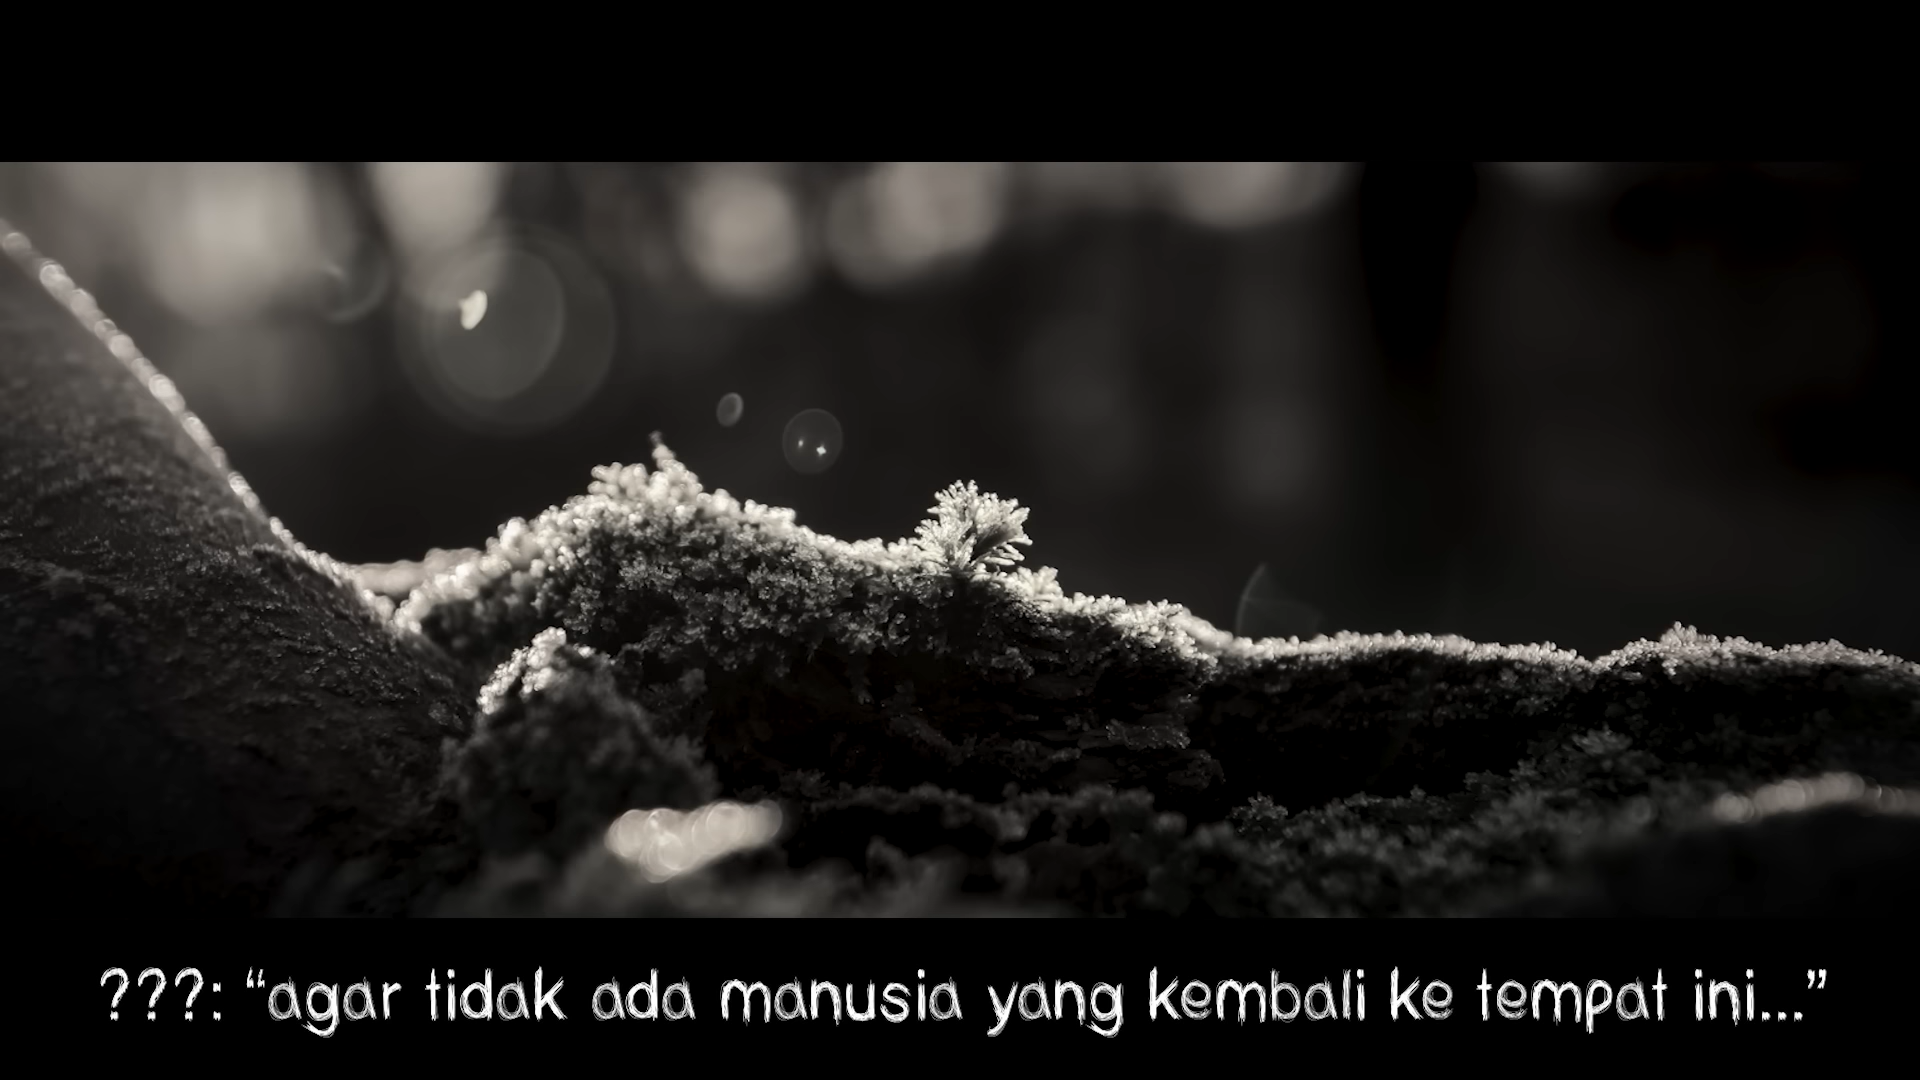 ???: “agar tidak ada manusia yang kembali ke tempat ini...”